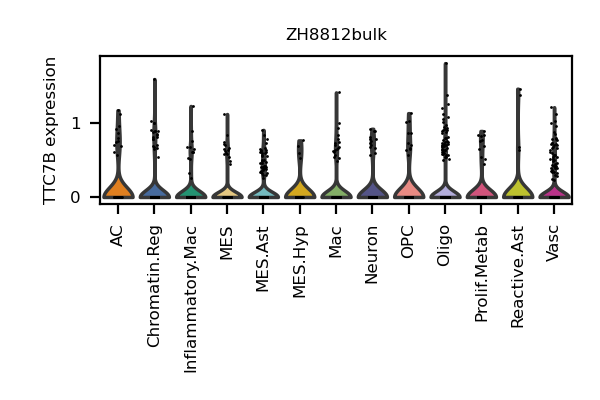 ZH8812bulk
TTC7B expression
1
0
AC
Chromatin.Reg
Inflammatory.Mac
MES
MES.Ast
MES.Hyp
Mac
Neuron
OPC
Oligo
Prolif.Metab
Reactive.Ast
Vasc